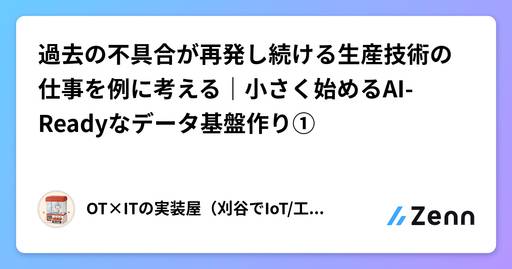 過去の不具合が再発し続ける生産技術の
仕事を例に考える｜小さく始めるAI-
Readyなデータ基盤作り①
OT×ITの実装屋（刈谷でIoT/工...
Zenn